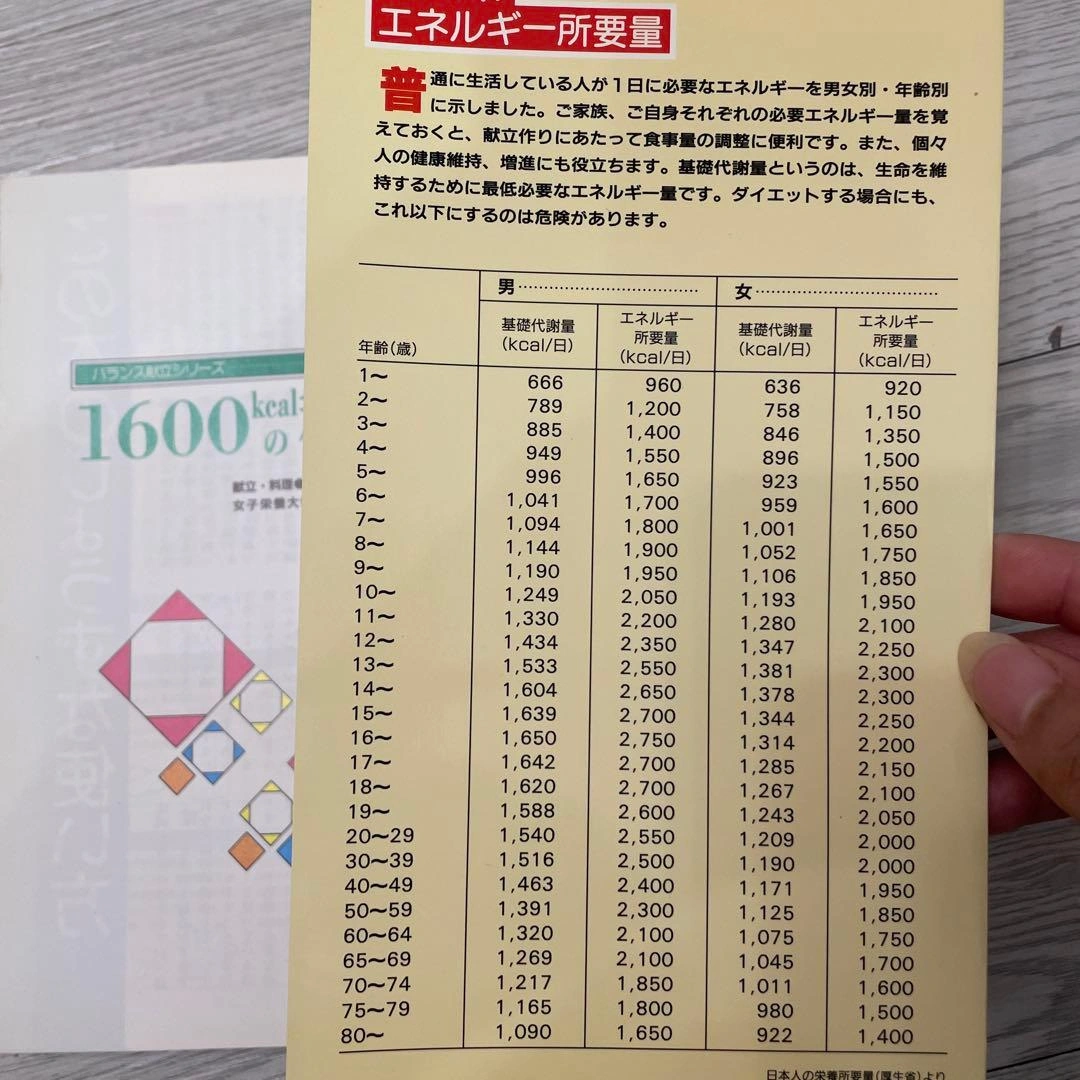 エネルギー所要量
普通に生活している人が1日に必要なエネルギーを男女別・年齢別
に示しました。ご家族、ご自身それぞれの必要エネルギー量を覚
えておくと、献立作りにあたって食事量の調整に便利です。また、個々
人の健康維持、増進にも役立ちます。基礎代謝量というのは、生命を維
持するために最低必要なエネルギー量です。ダイエットする場合にも、
これ以下にするのは危険があります。
男 女
年齢(歳) 基礎代謝量(kcal/日) エネルギー所要量(kcal/日) 基礎代謝量(kcal/日) エネルギー所要量(kcal/日)
1〜 666 960 636 920
2〜 789 1,200 758 1,150
3〜 885 1,400 846 1,350
4〜 949 1,550 896 1,500
5〜 996 1,650 923 1,550
6〜 1,041 1,700 959 1,600
7〜 1,094 1,800 1,001 1,650
8〜 1,144 1,900 1,052 1,750
9〜 1,190 1,950 1,106 1,850
10〜 1,249 2,050 1,193 1,950
11〜 1,330 2,200 1,280 2,100
12〜 1,434 2,350 1,347 2,250
13〜 1,533 2,550 1,381 2,300
14〜 1,604 2,650 1,378 2,300
15〜 1,639 2,700 1,344 2,250
16〜 1,650 2,750 1,314 2,200
17〜 1,642 2,700 1,285 2,150
18〜 1,620 2,700 1,267 2,100
19〜 1,588 2,600 1,243 2,050
20〜29 1,540 2,550 1,209 2,000
30〜39 1,516 2,500 1,190 2,000
40〜49 1,463 2,400 1,171 1,950
50〜59 1,391 2,300 1,125 1,850
60〜64 1,320 2,100 1,075 1,750
65〜69 1,269 2,100 1,045 1,700
70〜74 1,217 1,850 1,011 1,600
75〜79 1,165 1,800 980 1,500
80〜 1,090 1,650 922 1,400
日本人の栄養所要量(厚生省)より
バランス献立シリーズ
1600kcal
の
献立・料理
女子栄養大